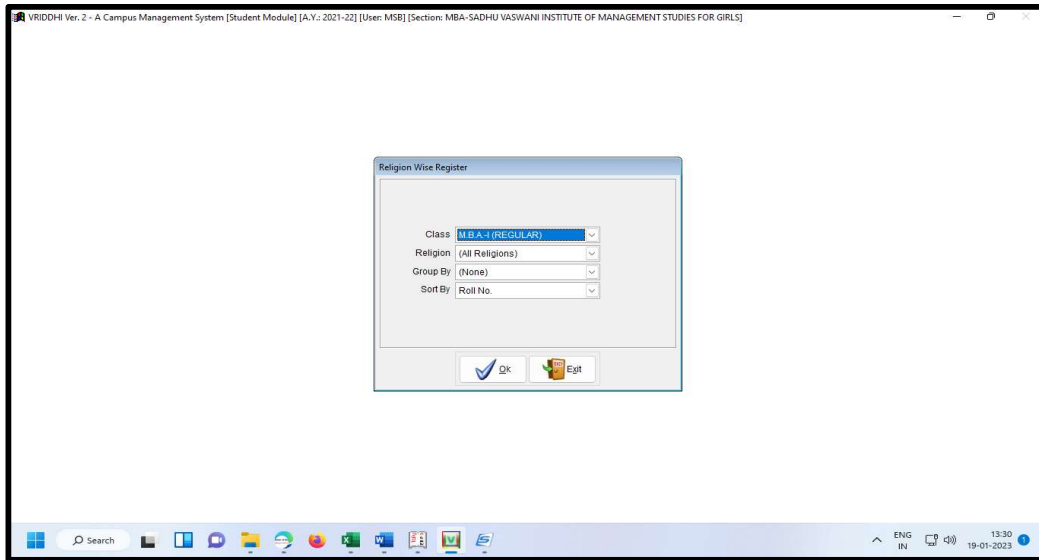 VRIDDHI Ver. 2 - A Campus Management System [Student Module] [A.Y.: 2021-22] [User: MSB] [Section: MBA-SADHU VASWANI INSTITUTE OF MANAGEMENT STUDIES FOR GIRLS]
Religion Wise Register
Class M.B.A.-I (REGULAR)
Religion (All Religions)
Group By (None)
Sort By Roll No.
Ok Exit
Search
ENG 13:30
IN 19-01-2023 1